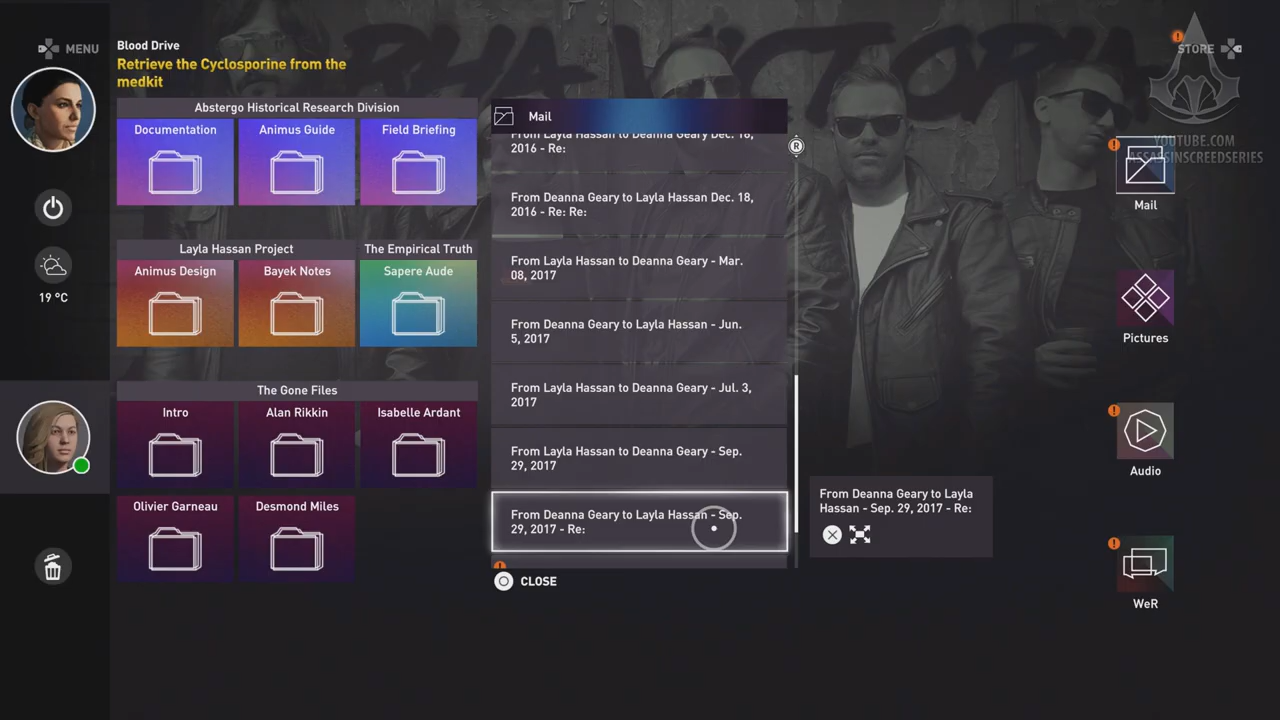 MENU
Blood Drive
Retrieve the Cyclosporine from the
medkit
STORE
YOUTUBE.COM
ASSASSINSCREEDSERIES
Abstergo Historical Research Division
Documentation
Animus Guide
Field Briefing
Layla Hassan Project
The Empirical Truth
Animus Design
Bayek Notes
Sapere Aude
The Gone Files
Intro
Alan Rikkin
Isabelle Ardant
Olivier Garneau
Desmond Miles
19 °C
Mail
From Layla Hassan to Deanna Geary Dec. 18,
2016 - Re:
From Deanna Geary to Layla Hassan Dec. 18,
2016 - Re: Re:
From Layla Hassan to Deanna Geary - Mar.
08, 2017
From Deanna Geary to Layla Hassan - Jun.
5, 2017
From Layla Hassan to Deanna Geary - Jul. 3,
2017
From Layla Hassan to Deanna Geary - Sep.
29, 2017
From Deanna Geary to Layla Hassan - Sep.
29, 2017 - Re:
CLOSE
R
From Deanna Geary to Layla
Hassan - Sep. 29, 2017 - Re:
Mail
Pictures
Audio
WeR